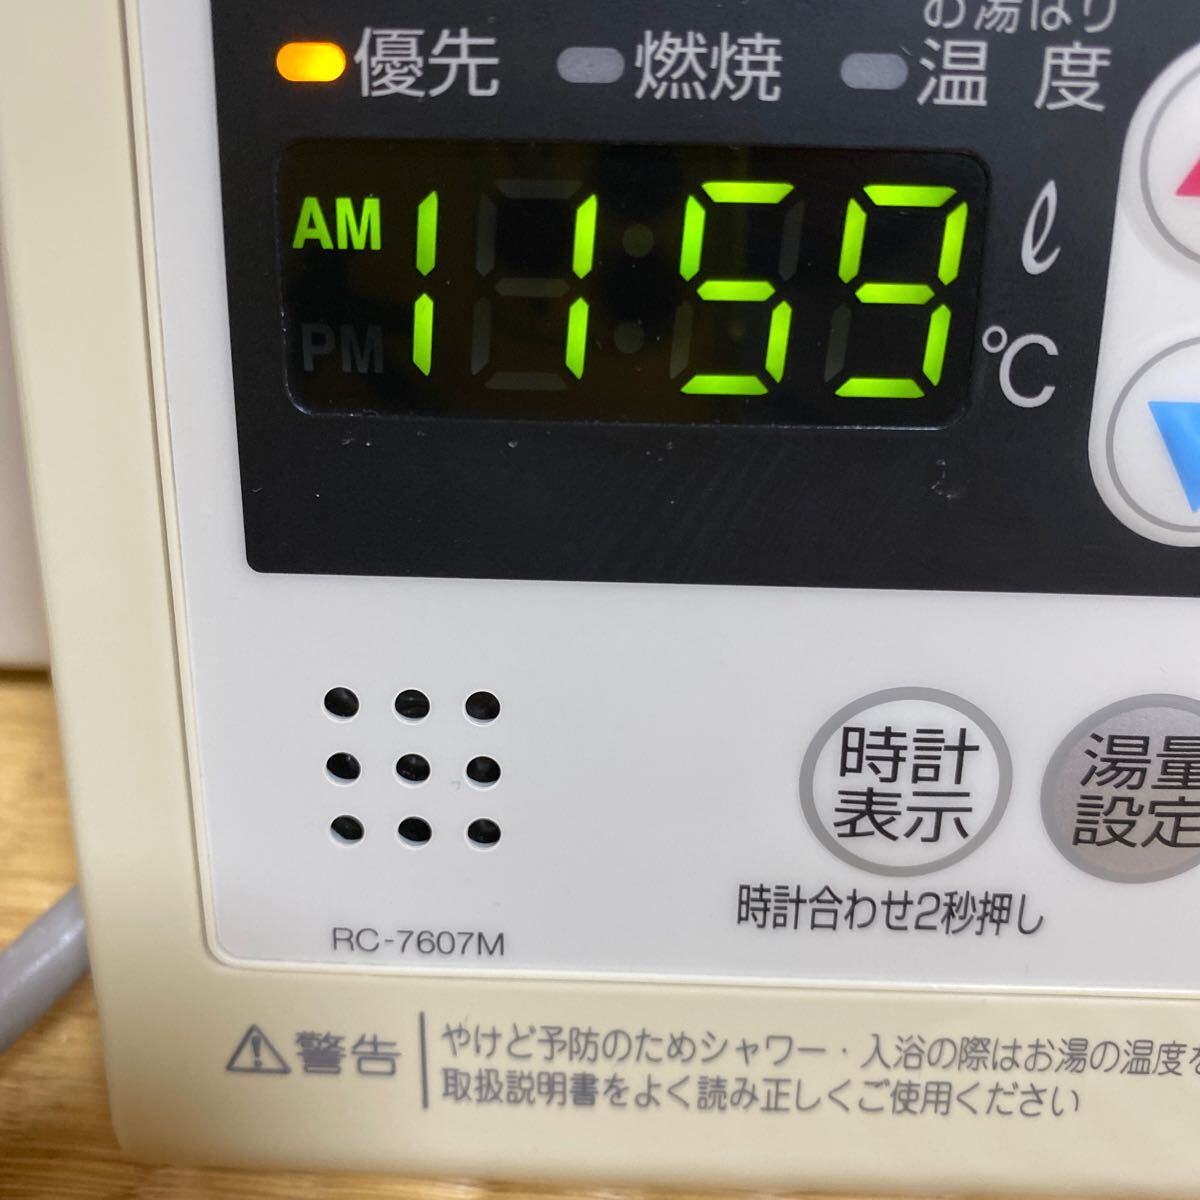 お湯はり
優先 燃焼 温度
AM 11 59 ℓ
PM ℃
時計
表示
湯量
設定
時計合わせ2秒押し
RC-7607M
警告
やけど予防のためシャワー・入浴の際はお湯の温度を
取扱説明書をよく読み正しくご使用ください